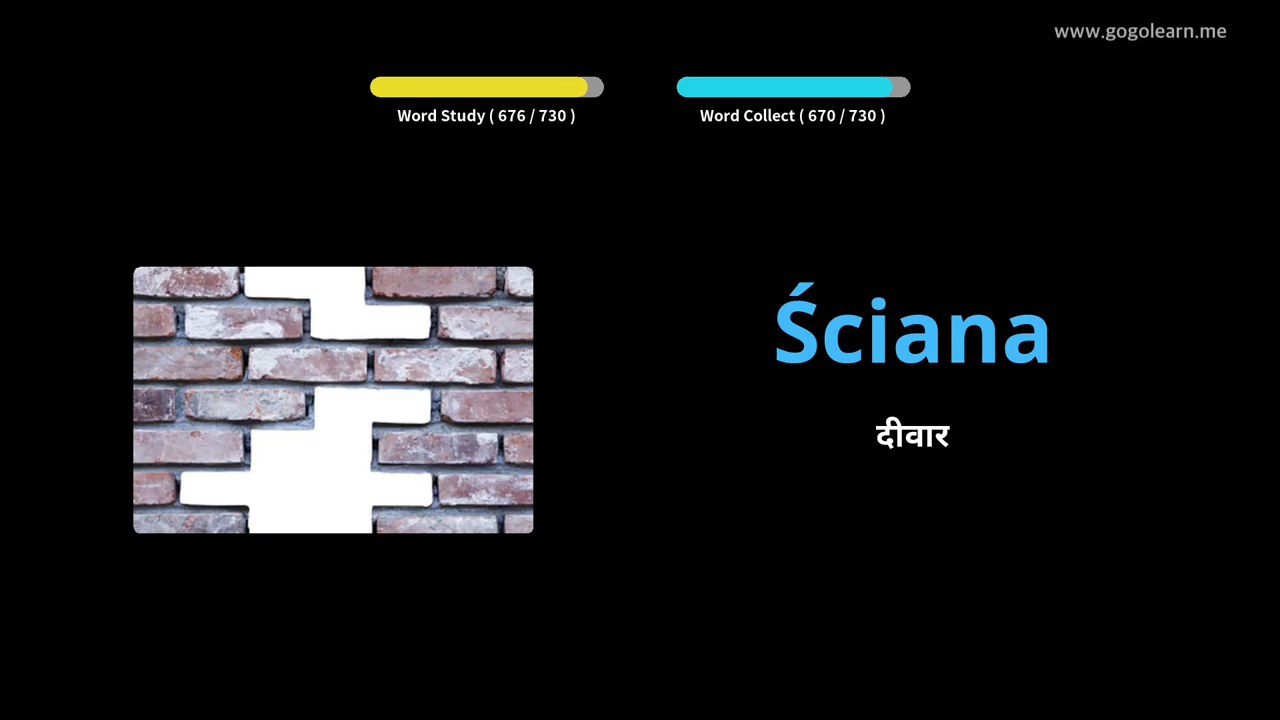 www.gogolearn.me
Word Study ( 676 / 730 )
Word Collect ( 670 / 730 )
Ściana
दीवार